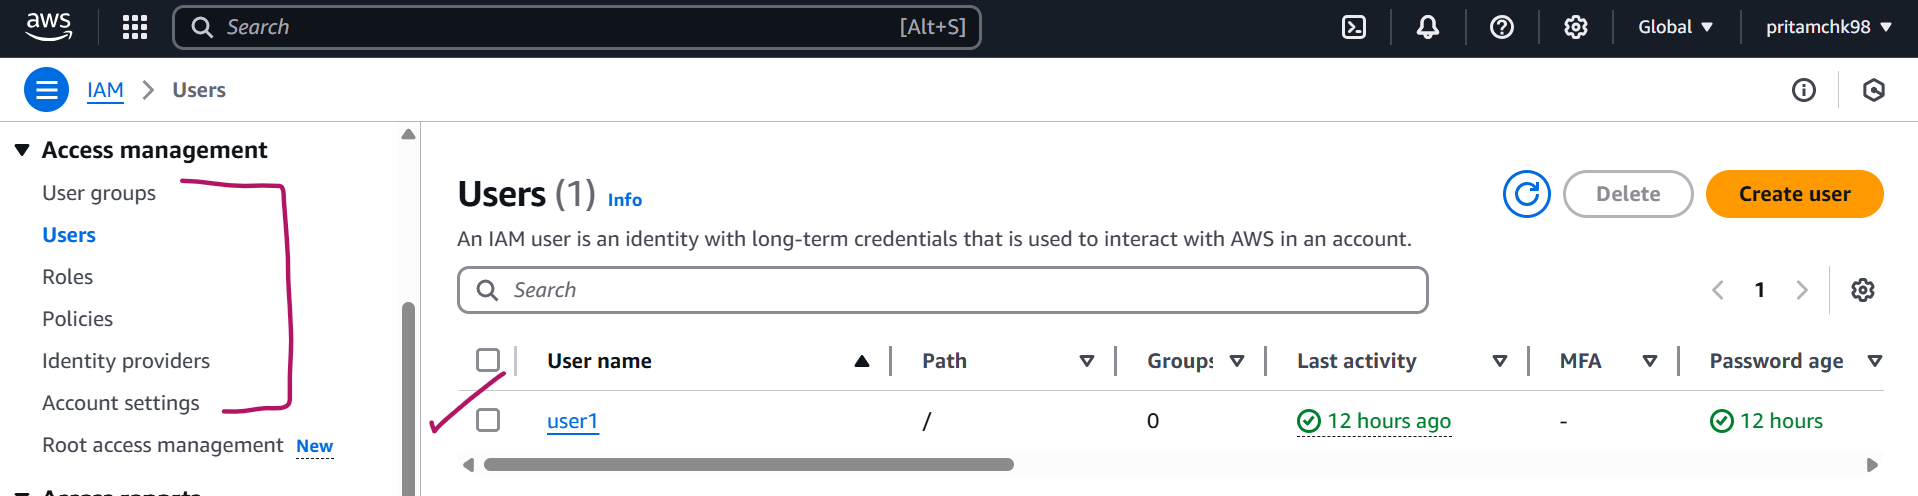 aws Search [Alt+S] Global pritamchk98
IAM Users
Access management
User groups
Users
Roles
Policies
Identity providers
Account settings
Root access management New
Users (1) Info
Delete
Create user
An IAM user is an identity with long-term credentials that is used to interact with AWS in an account.
Search
1
User name Path Groups Last activity MFA Password age
user1 / 0 12 hours ago - 12 hours
Access reports